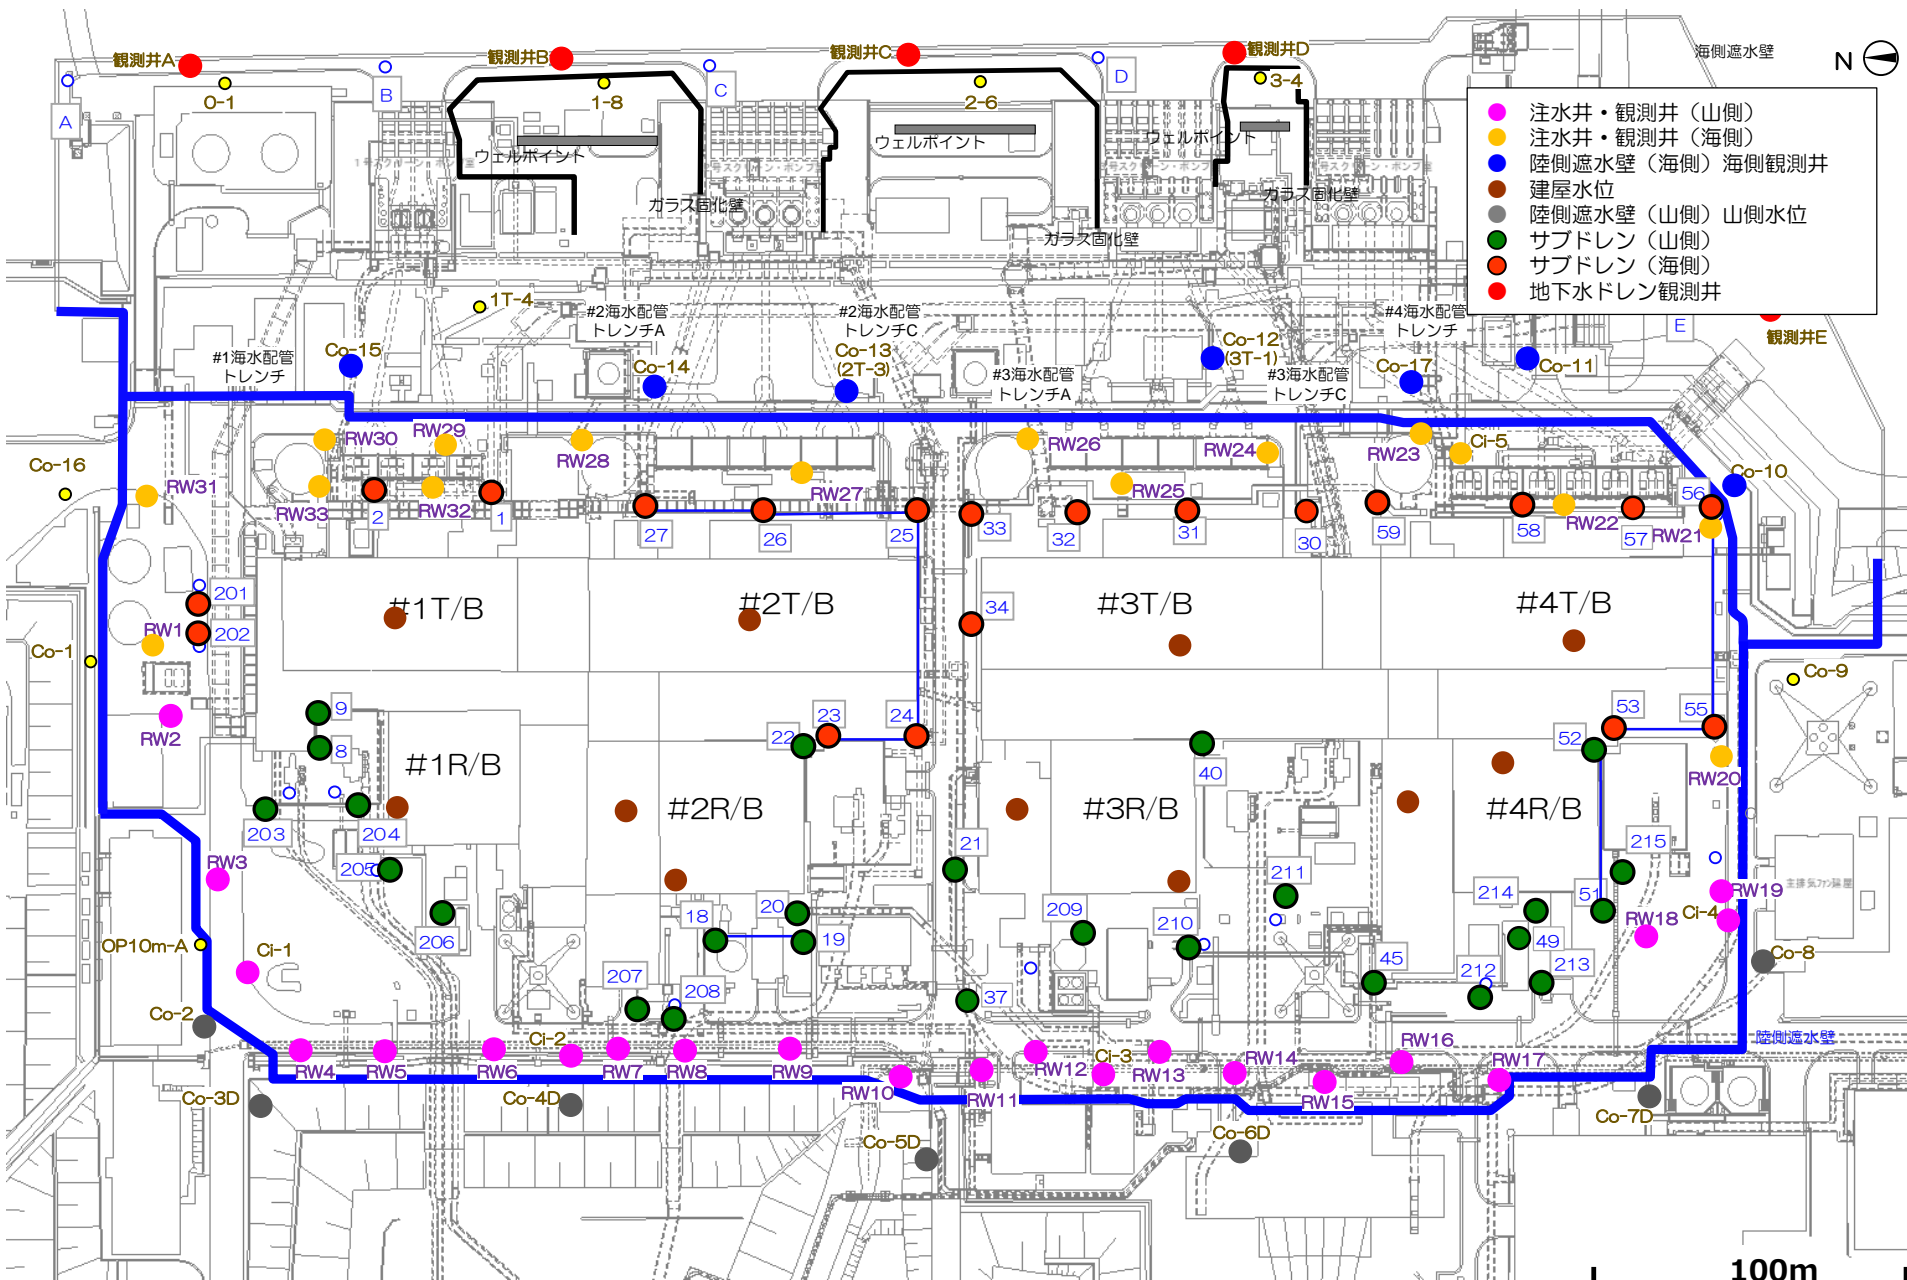 観測井A
観測井B
観測井C
観測井D
海側遮水壁
N
A
B
C
D
0-1
1-8
2-6
3-4
注水井・観測井（山側）
注水井・観測井（海側）
陸側遮水壁（海側）海側観測井
建屋水位
陸側遮水壁（山側）山側水位
サブドレン（山側）
サブドレン（海側）
地下水ドレン観測井
ウェルポイント
ウェルポイント
ウェルポイント
ガラス固化壁
ガラス固化壁
ガラス固化壁
1T-4
#2海水配管
トレンチA
#2海水配管
トレンチC
#4海水配管
トレンチ
E
観測井E
#1海水配管
トレンチ
Co-15
Co-14
Co-13
(2T-3)
#3海水配管
トレンチA
Co-12
(3T-1)
#3海水配管
トレンチC
Co-17
Co-11
Co-16
RW31
RW30
RW29
RW33
RW32
RW28
RW27
RW26
RW25
RW24
RW23
Ci-5
RW22
RW21
Co-10
2
1
27
26
25
33
32
31
30
59
58
57
56
201
202
RW1
Co-1
RW2
#1T/B
#2T/B
34
#3T/B
#4T/B
Co-9
9
8
#1R/B
22
23
24
40
52
53
55
RW20
203
204
#2R/B
#3R/B
#4R/B
205
206
RW3
21
211
214
215
51
RW19
主排気ファン建屋
OP10m-A
Ci-1
18
20
19
209
210
49
RW18
Ci-4
Co-8
207
208
37
45
212
213
Co-2
RW4
RW5
RW6
Ci-2
RW7
RW8
RW9
RW10
RW11
RW12
Ci-3
RW13
RW14
RW15
RW16
RW17
陸側遮水壁
Co-3D
Co-4D
Co-5D
Co-6D
Co-7D
100m